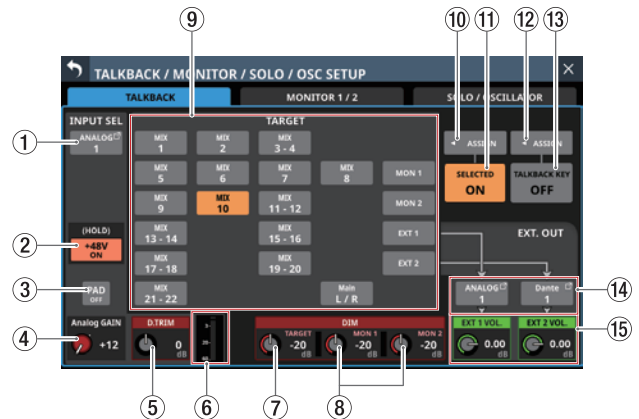 9
10
11
12
13
TALKBACK / MONITOR / SOLO / OSC SETUP
TALKBACK
MONITOR 1 / 2
SOLO / OSCILLATOR
INPUT SEL
TARGET
1
ANALOG
1
MIX
1
MIX
2
MIX
3 - 4
ASSIGN
ASSIGN
MIX
5
MIX
6
MIX
7
MIX
8
MON 1
SELECTED
ON
TALKBACK KEY
OFF
MIX
9
MIX
10
MIX
11 - 12
MON 2
2
(HOLD)
+48V
ON
MIX
13 - 14
MIX
15 - 16
EXT 1
EXT. OUT
MIX
17 - 18
MIX
19 - 20
EXT 2
3
PAD
OFF
MIX
21 - 22
Main
L / R
ANALOG
1
Dante
1
14
4
Analog GAIN
+12
D.TRIM
0
dB
0
20
60
DIM
TARGET
-20
dB
MON 1
-20
dB
MON 2
-20
dB
EXT 1 VOL.
0.00
dB
EXT 2 VOL.
0.00
dB
15
5
6
7
8